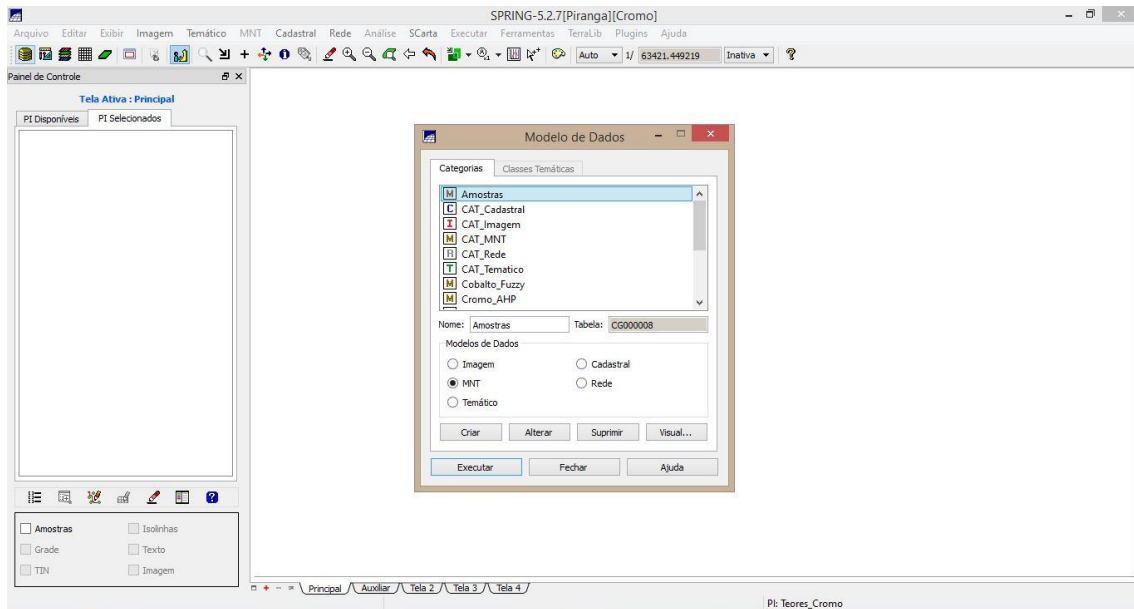 SPRING-5.2.7[Piranga][Cromo]
Arquivo Editar Exibir Imagem Temático MNT Cadastral Rede Análise SCarta Executar Ferramentas TerraLib Plugins Ajuda
Auto 1/ 63421.449219 Inativa
Painel de Controle
Tela Ativa : Principal
PI Disponíveis PI Selecionados
Modelo de Dados
Categorias Classes Temáticas
M Amostras
C CAT_Cadastral
I CAT_Imagem
M CAT_MNT
R CAT_Rede
T CAT_Tematico
M Cobalto_Fuzzy
M Cromo_AHP
Nome: Amostras Tabela: CG000008
Modelos de Dados
Imagem Cadastral
MNT Rede
Temático
Criar Alterar Suprimir Visual...
Executar Fechar Ajuda
Amostras Isolinhas
Grade Texto
TIN Imagem
Principal Auxiliar Tela 2 Tela 3 Tela 4
PI: Teores_Cromo